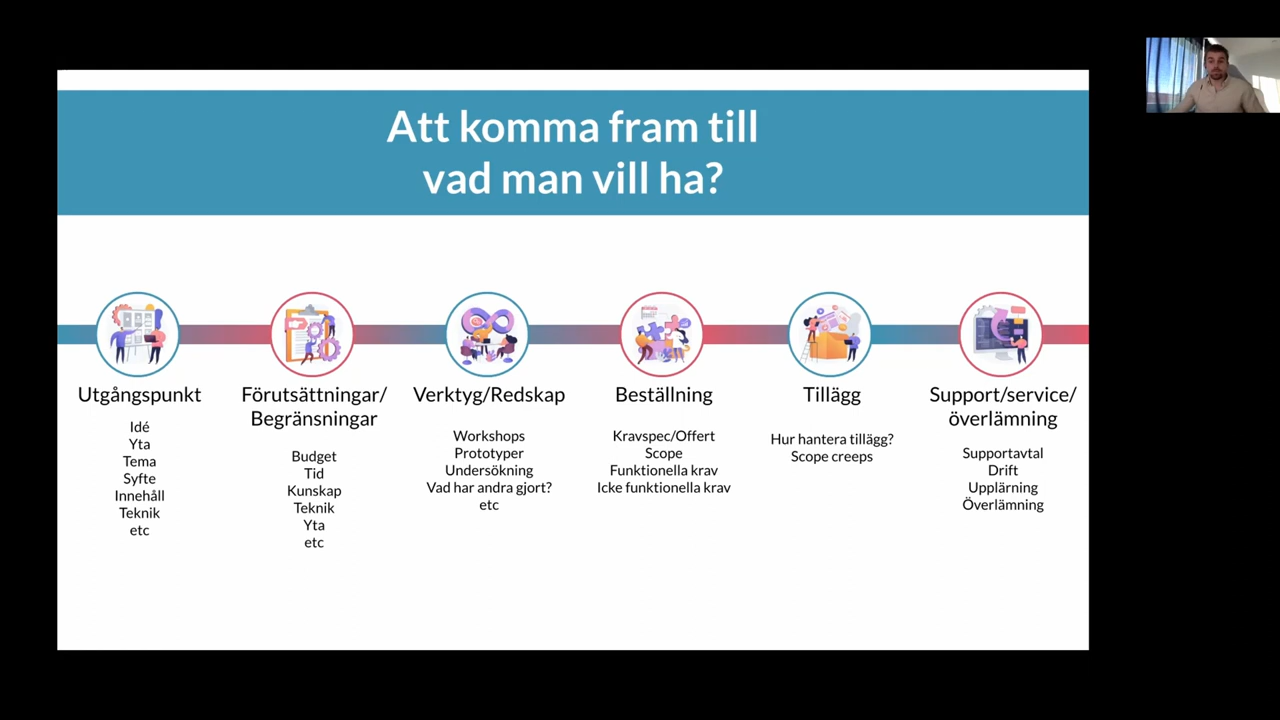 Att komma fram till
vad man vill ha?
Utgångspunkt
Idé
Yta
Tema
Syfte
Innehåll
Teknik
etc
Förutsättningar/
Begränsningar
Budget
Tid
Kunskap
Teknik
Yta
etc
Verktyg/Redskap
Workshops
Prototyper
Undersökning
Vad har andra gjort?
etc
Beställning
Kravspec/Offert
Scope
Funktionella krav
Icke funktionella krav
Tillägg
Hur hantera tillägg?
Scope creeps
Support/service/
överlämning
Supportavtal
Drift
Upplärning
Överlämning